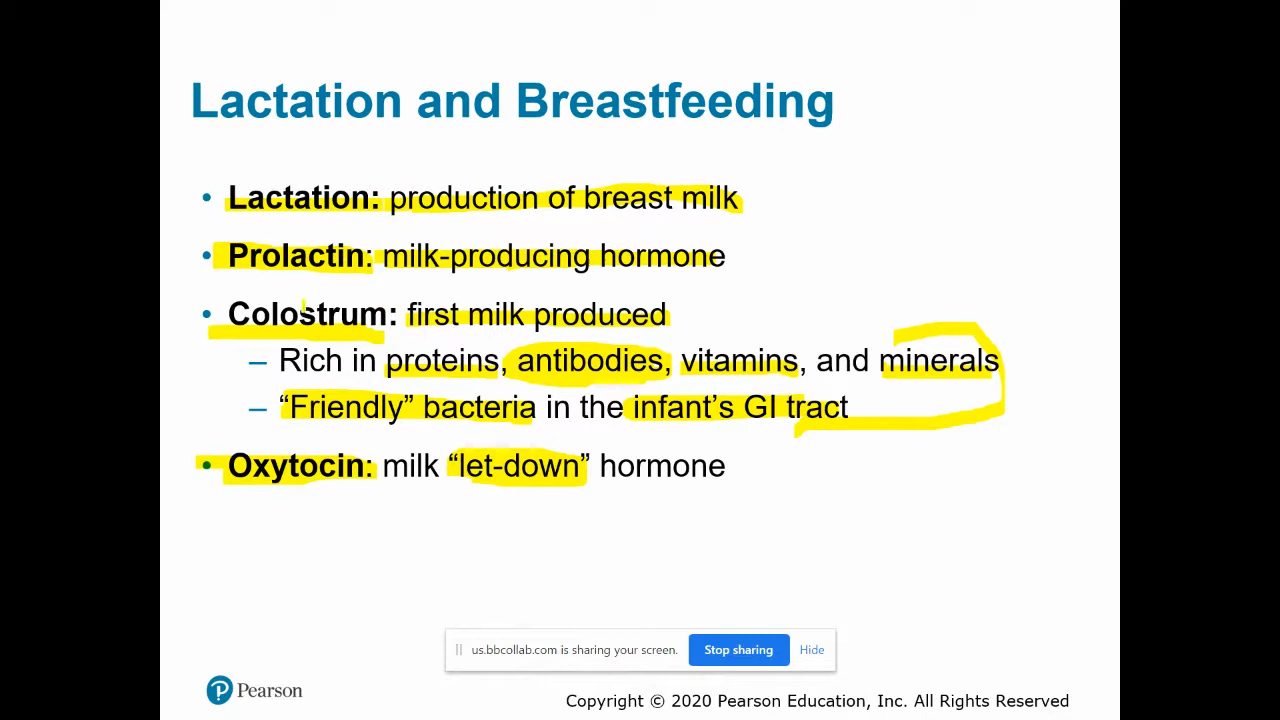 Lactation and Breastfeeding
• Lactation: production of breast milk
• Prolactin: milk-producing hormone
• Colostrum: first milk produced
– Rich in proteins, antibodies, vitamins, and minerals
– “Friendly” bacteria in the infant’s GI tract
• Oxytocin: milk “let-down” hormone
us.bbcollab.com is sharing your screen. Stop sharing Hide
Pearson
Copyright © 2020 Pearson Education, Inc. All Rights Reserved